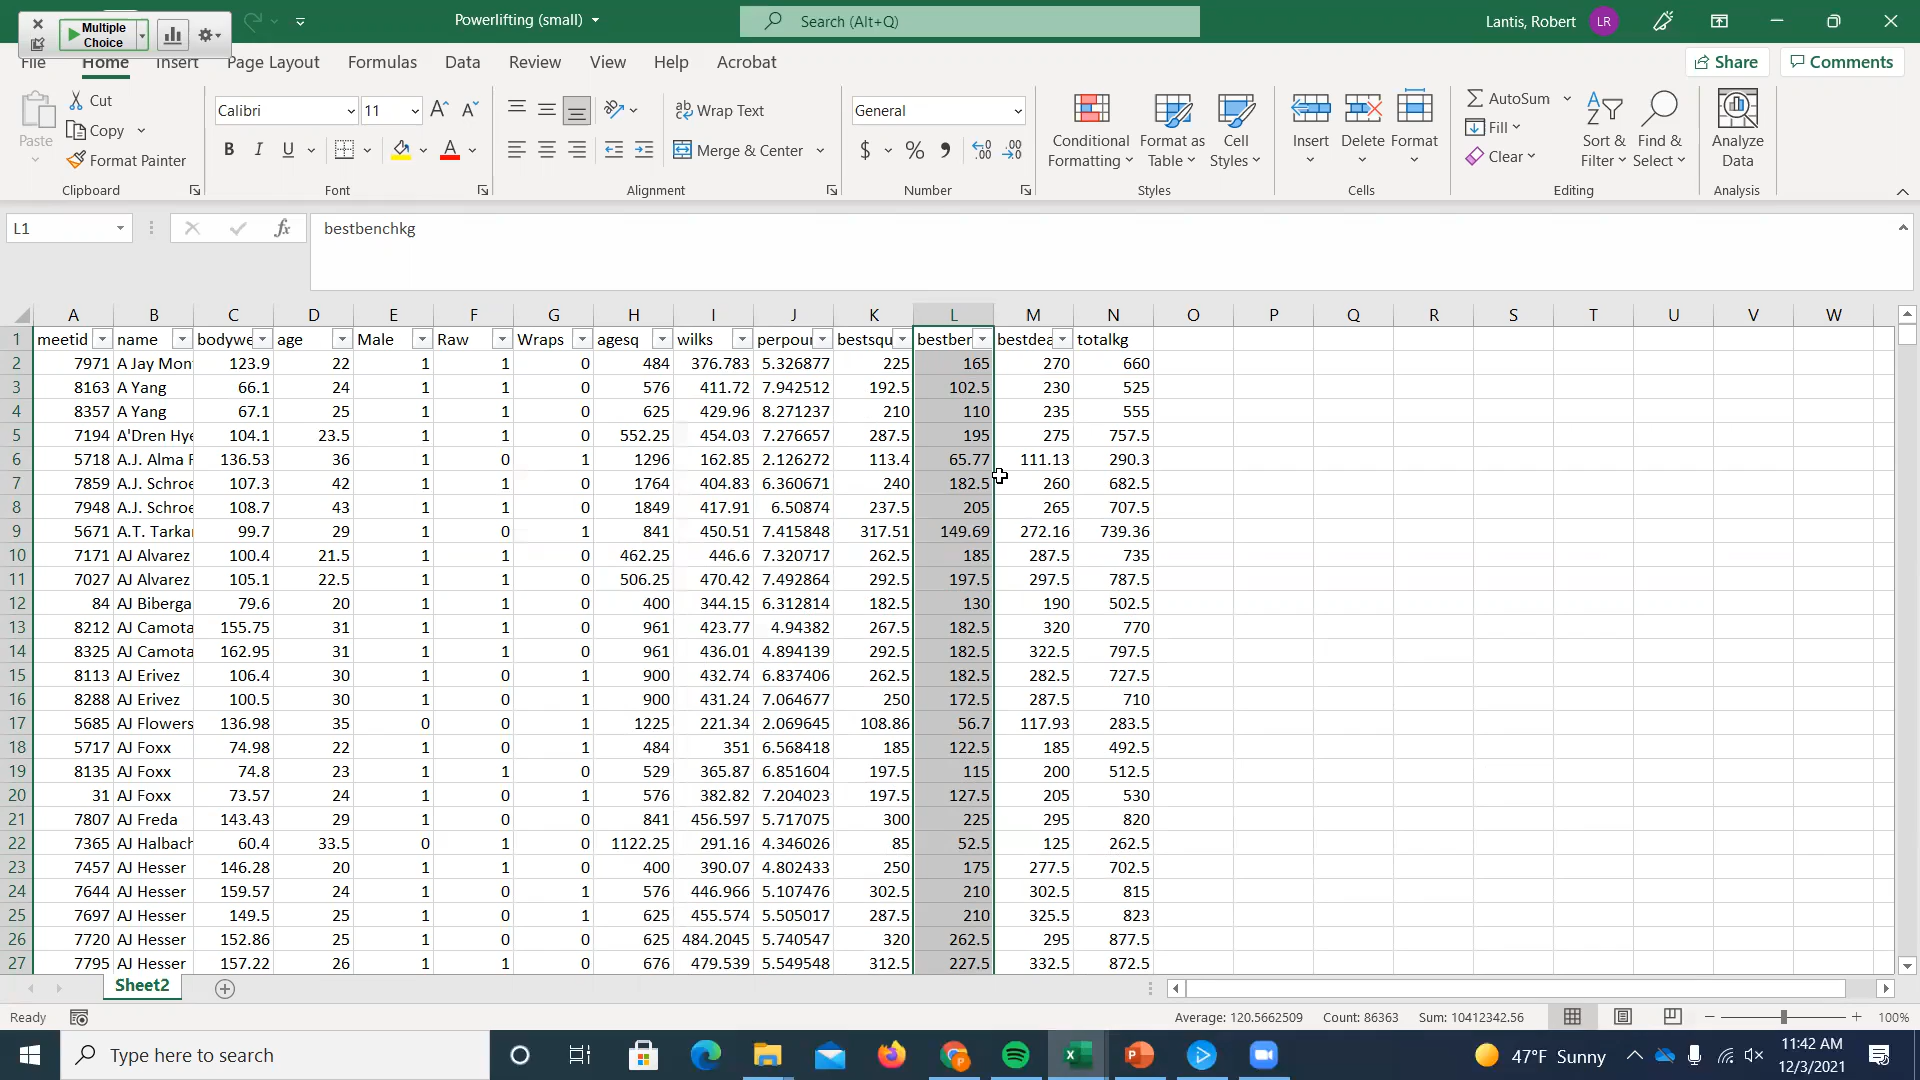 Multiple
Choice
Powerlifting (small)
Search (Alt+Q)
Lantis, Robert
LR
File Home Insert Page Layout Formulas Data Review View Help Acrobat
Share
Comments
Paste
Cut
Copy
Format Painter
Clipboard
Calibri
11
B I U
Font
Wrap Text
Merge & Center
Alignment
General
$ % 9
Number
Conditional
Formatting
Format as
Table
Cell
Styles
Styles
Insert
Delete
Format
Cells
AutoSum
Fill
Clear
Sort &
Filter
Find &
Select
Editing
Analyze
Data
Analysis
L1
fx
bestbenchkg
A B C D E F G H I J K L M N O P Q R S T U V W
1 meetid name bodywe age Male Raw Wraps agesq wilks perpour bestsqu bestber bestdea totalkg
2 7971 A Jay Mon 123.9 22 1 1 0 484 376.783 5.326877 225 165 270 660
3 8163 A Yang 66.1 24 1 1 0 576 411.72 7.942512 192.5 102.5 230 525
4 8357 A Yang 67.1 25 1 1 0 625 429.96 8.271237 210 110 235 555
5 7194 A'Dren Hye 104.1 23.5 1 1 0 552.25 454.03 7.276657 287.5 195 275 757.5
6 5718 A.J. Alma F 136.53 36 1 0 1 1296 162.85 2.126272 113.4 65.77 111.13 290.3
7 7859 A.J. Schroe 107.3 42 1 1 0 1764 404.83 6.360671 240 182.5 260 682.5
8 7948 A.J. Schroe 108.7 43 1 1 0 1849 417.91 6.50874 237.5 205 265 707.5
9 5671 A.T. Tarkai 99.7 29 1 0 1 841 450.51 7.415848 317.51 149.69 272.16 739.36
10 7171 AJ Alvarez 100.4 21.5 1 1 0 462.25 446.6 7.320717 262.5 185 287.5 735
11 7027 AJ Alvarez 105.1 22.5 1 1 0 506.25 470.42 7.492864 292.5 197.5 297.5 787.5
12 84 AJ Biberga 79.6 20 1 1 0 400 344.15 6.312814 182.5 130 190 502.5
13 8212 AJ Camota 155.75 31 1 1 0 961 423.77 4.94382 267.5 182.5 320 770
14 8325 AJ Camota 162.95 31 1 1 0 961 436.01 4.894139 292.5 182.5 322.5 797.5
15 8113 AJ Erivez 106.4 30 1 0 1 900 432.74 6.837406 262.5 182.5 282.5 727.5
16 8288 AJ Erivez 100.5 30 1 0 1 900 431.24 7.064677 250 172.5 287.5 710
17 5685 AJ Flowers 136.98 35 0 0 1 1225 221.34 2.069645 108.86 56.7 117.93 283.5
18 5717 AJ Foxx 74.98 22 1 0 1 484 351 6.568418 185 122.5 185 492.5
19 8135 AJ Foxx 74.8 23 1 1 0 529 365.87 6.851604 197.5 115 200 512.5
20 31 AJ Foxx 73.57 24 1 0 1 576 382.82 7.204023 197.5 127.5 205 530
21 7807 AJ Freda 143.43 29 1 0 0 841 456.597 5.717075 300 225 295 820
22 7365 AJ Halbach 60.4 33.5 0 1 0 1122.25 291.16 4.346026 85 52.5 125 262.5
23 7457 AJ Hesser 146.28 20 1 1 0 400 390.07 4.802433 250 175 277.5 702.5
24 7644 AJ Hesser 159.57 24 1 0 1 576 446.966 5.107476 302.5 210 302.5 815
25 7697 AJ Hesser 149.5 25 1 0 1 625 455.574 5.505017 287.5 210 325.5 823
26 7720 AJ Hesser 152.86 25 1 0 0 625 484.2045 5.740547 320 262.5 295 877.5
27 7795 AJ Hesser 157.22 26 1 1 0 676 479.539 5.549548 312.5 227.5 332.5 872.5
Sheet2
Ready
Average: 120.5662509 Count: 86363 Sum: 10412342.56
100%
Type here to search
47°F Sunny
11:42 AM
12/3/2021